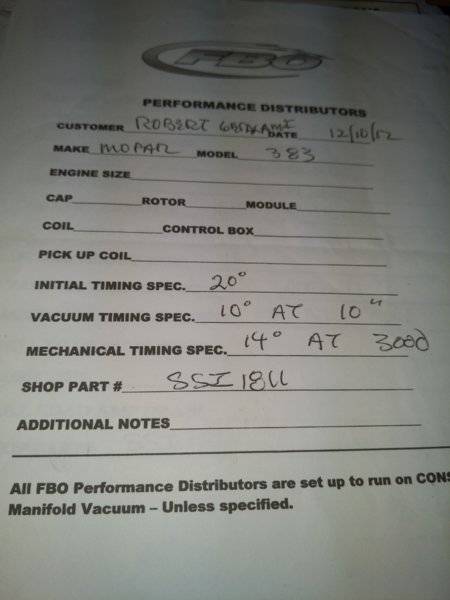 FBO
PERFORMANCE DISTRIBUTORS
CUSTOMER ROBERT DATE 12/10/12
MAKE MOPAR MODEL 383
ENGINE SIZE
CAP ROTOR MODULE
COIL CONTROL BOX
PICK UP COIL
INITIAL TIMING SPEC. 20°
VACUUM TIMING SPEC. 10° AT 10"
MECHANICAL TIMING SPEC. 14° AT 3000
SHOP PART #
ADDITIONAL NOTES
All FBO Performance Distributors are set up to run on CONS
Manifold Vacuum – Unless specified.